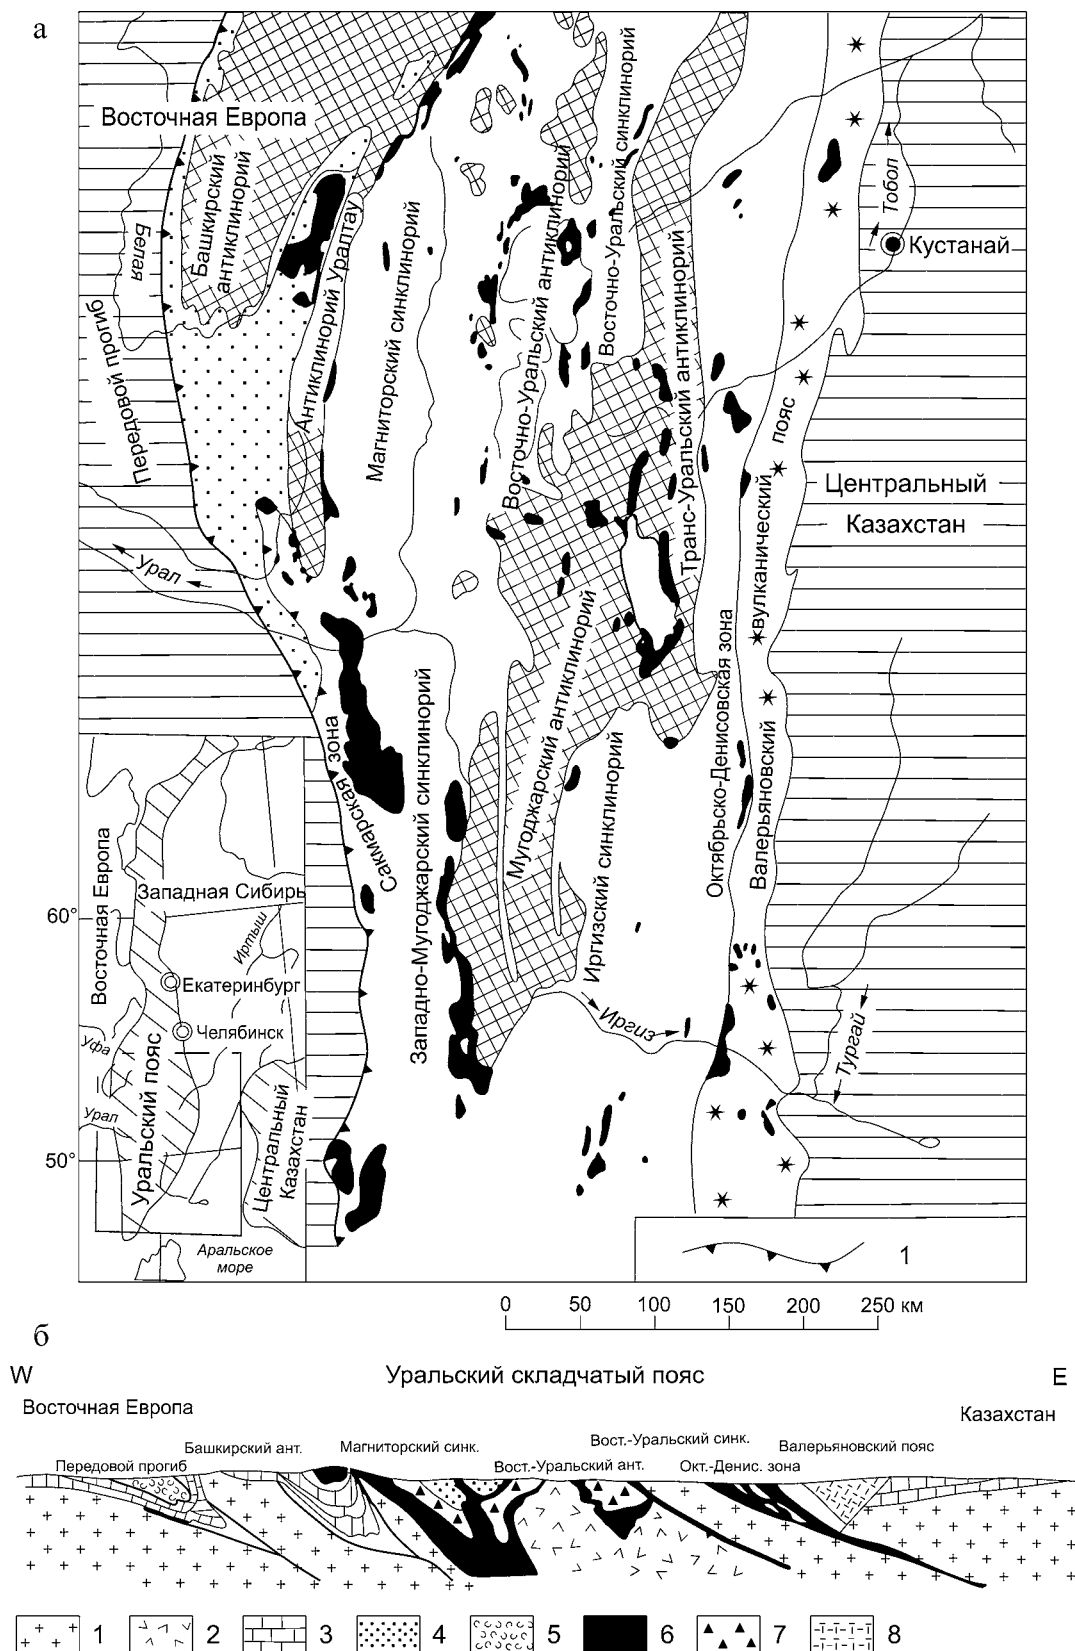 а
Восточная Европа
Башкирский
антиклинорий
Белая
Передовой прогиб
Антиклинорий Уралтау
Магниторский синклинорий
Восточно-Уральский антиклинорий
Восточно-Уральский синклинорий
Транс-Уральский антиклинорий
Тобол
Кустанай
Центральный
Казахстан
Урал
Сакмарская зона
Западно-Мугоджарский синклинорий
Мугоджарский антиклинорий
Иргизский синклинорий
Октябрьско-Денисовская зона
Валерьяновский вулканический пояс
Иргиз
Тургай
Восточная Европа
Западная Сибирь
Иртыш
60°
Екатеринбург
Челябинск
Уфа
Уральский пояс
Урал
Центральный
Казахстан
50°
Аральское
море
1
0 50 100 150 200 250 км
б
W Уральский складчатый пояс E
Восточная Европа
Казахстан
Передовой прогиб
Башкирский ант.
Магниторский синк.
Вост.-Уральский ант.
Вост.-Уральский синк.
Окт.-Денис. зона
Валерьяновский пояс
1 2 3 4 5 6 7 8